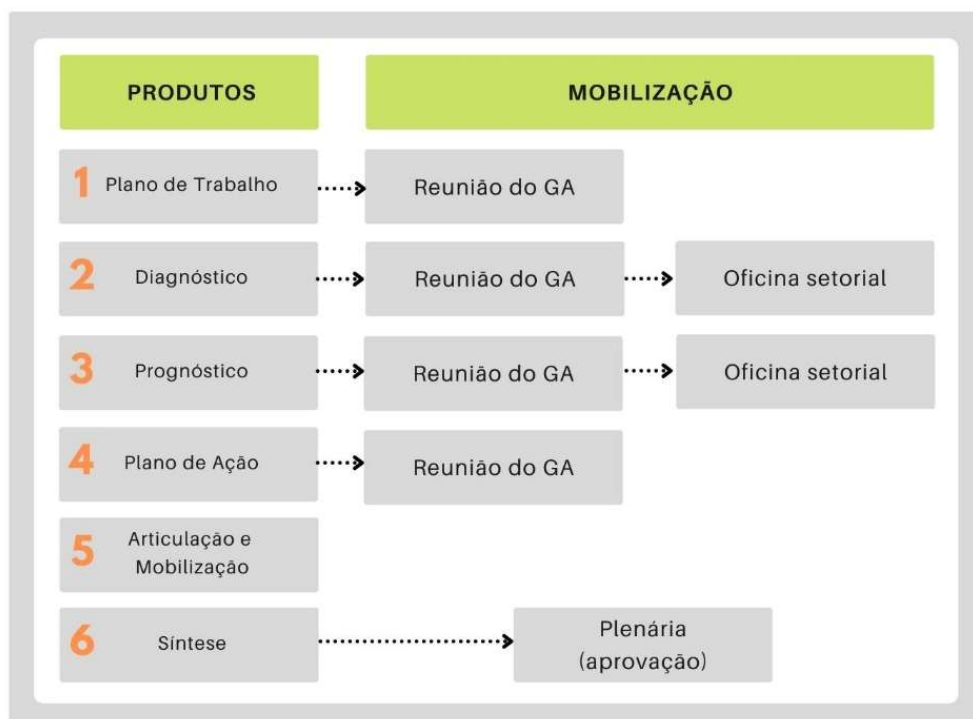 PRODUTOS
MOBILIZAÇÃO
1 Plano de Trabalho
Reunião do GA
2 Diagnóstico
Reunião do GA
Oficina setorial
3 Prognóstico
Reunião do GA
Oficina setorial
4 Plano de Ação
Reunião do GA
5 Articulação e
Mobilização
6 Síntese
Plenária
(aprovação)